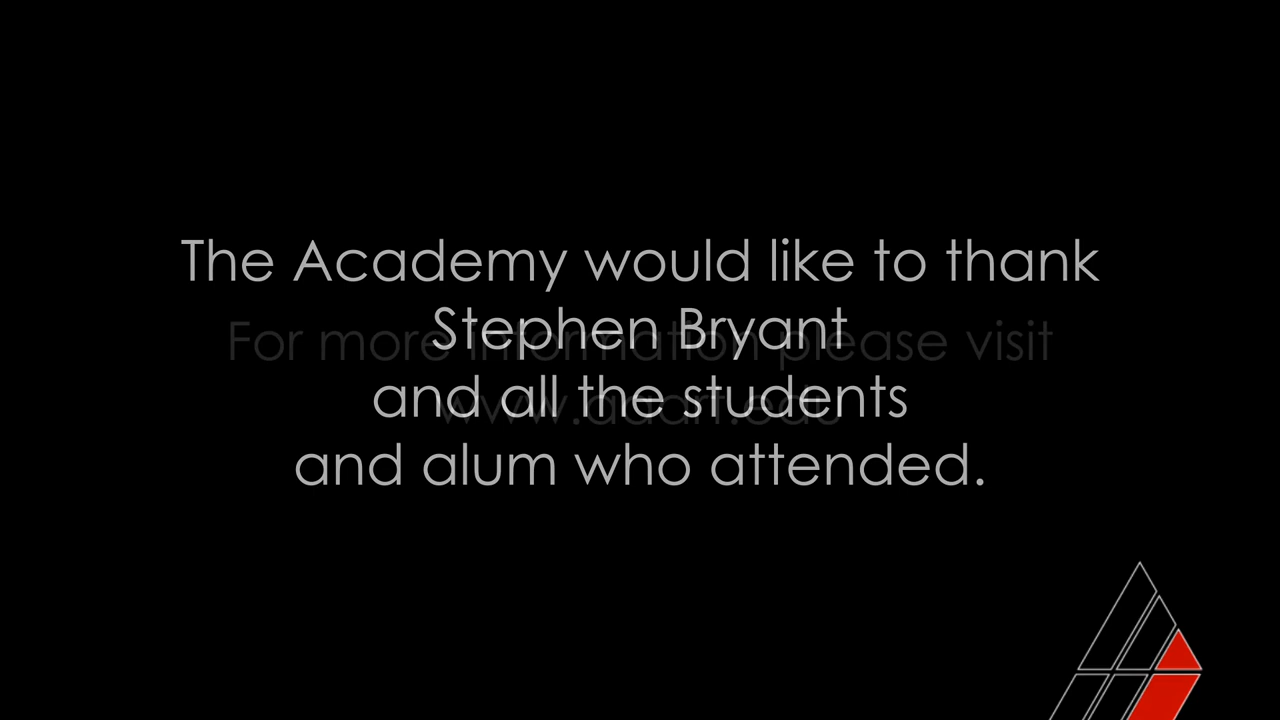 The Academy would like to thank
Stephen Bryant
For more information please visit
and all the students
and alum who attended.